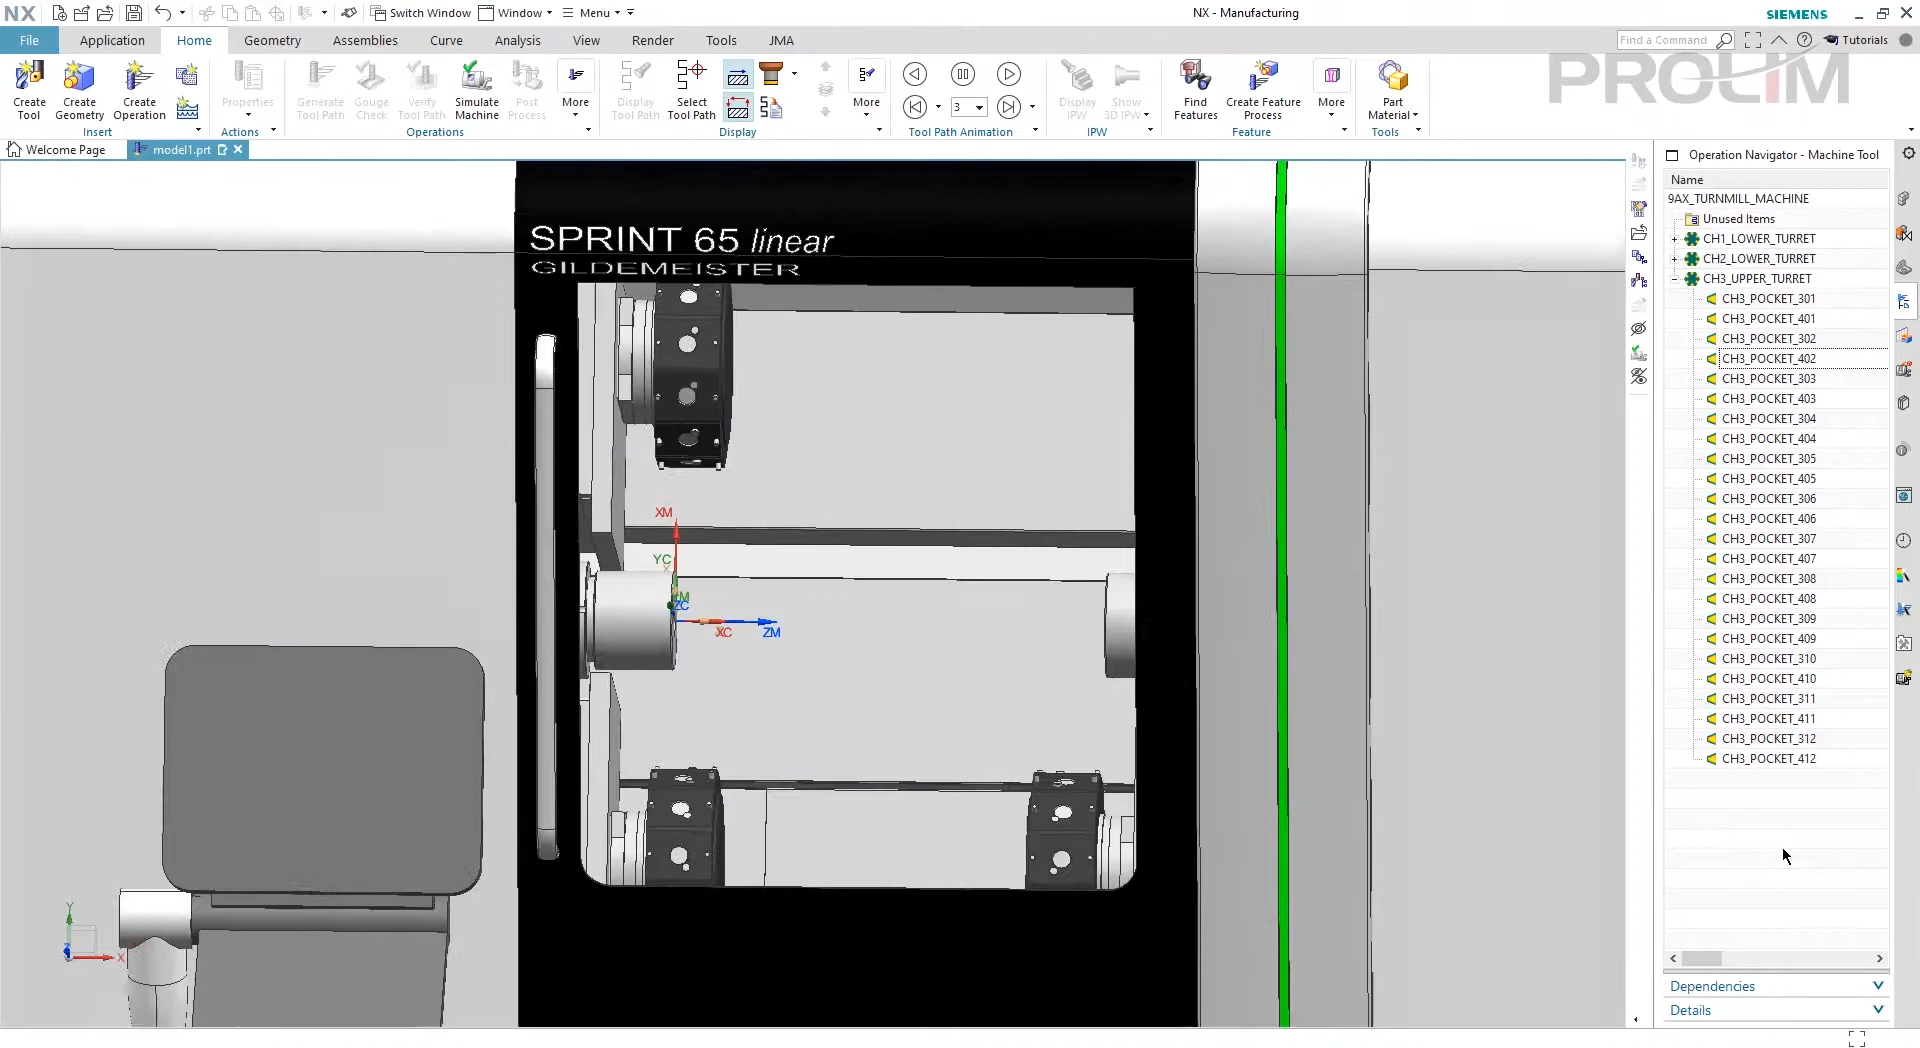 NX
Switch Window
Window
Menu
NX - Manufacturing
SIEMENS
File
Application
Home
Geometry
Assemblies
Curve
Analysis
View
Render
Tools
JMA
Find a Command
Tutorials
Create Tool
Create Geometry
Create Operation
Insert
Properties
Actions
Generate Tool Path
Gouge Check
Verify Tool Path
Simulate Machine
Post Process
More
Operations
Display Tool Path
Select Tool Path
More
Display
3
Tool Path Animation
Display IPW
Show 3D IPW
IPW
Find Features
Create Feature Process
More
Feature
Part Material
Tools
PROLIM
Welcome Page
model1.prt
SPRINT 65 linear
GILDEMEISTER
XM
YC
ZC
XC
ZM
Y
Z
X
Operation Navigator - Machine Tool
Name
9AX_TURNMILL_MACHINE
Unused Items
CH1_LOWER_TURRET
CH2_LOWER_TURRET
CH3_UPPER_TURRET
CH3_POCKET_301
CH3_POCKET_401
CH3_POCKET_302
CH3_POCKET_402
CH3_POCKET_303
CH3_POCKET_403
CH3_POCKET_304
CH3_POCKET_404
CH3_POCKET_305
CH3_POCKET_405
CH3_POCKET_306
CH3_POCKET_406
CH3_POCKET_307
CH3_POCKET_407
CH3_POCKET_308
CH3_POCKET_408
CH3_POCKET_309
CH3_POCKET_409
CH3_POCKET_310
CH3_POCKET_410
CH3_POCKET_311
CH3_POCKET_411
CH3_POCKET_312
CH3_POCKET_412
Dependencies
Details